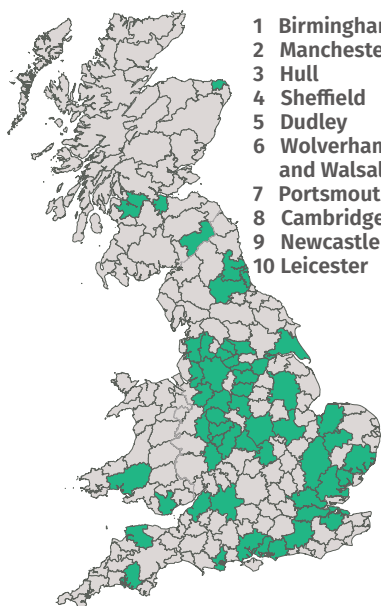 1 Birminghan
2 Mancheste
3 Hull
4 Sheffield
5 Dudley
6 Wolverhan
and Walsal
7 Portsmout
8 Cambridge
9 Newcastle
10 Leicester